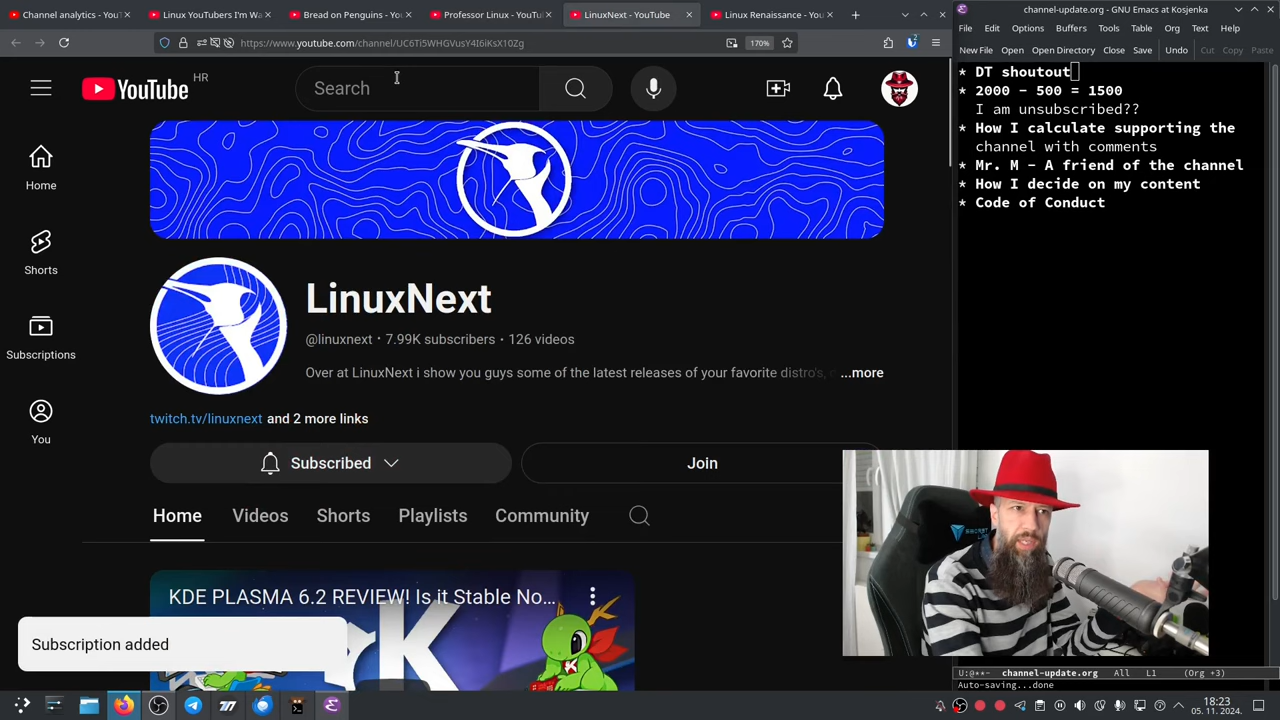 Channel analytics - YouT
Linux YouTubers I'm Wa
Bread on Penguins - You
Professor Linux - YouTu
LinuxNext - YouTube
Linux Renaissance - You
https://www.youtube.com/channel/UC6Ti5WHGVusY4I6iKsX10Zg
170%
2
YouTube
HR
Search
Home
Shorts
Subscriptions
You
LinuxNext
@linuxnext • 7.99K subscribers • 126 videos
Over at LinuxNext i show you guys some of the latest releases of your favorite distro's,
...more
twitch.tv/linuxnext and 2 more links
Subscribed
Join
Home
Videos
Shorts
Playlists
Community
KDE PLASMA 6.2 REVIEW! Is it Stable No...
Subscription added
channel-update.org - GNU Emacs at Kosjenka
File Edit Options Buffers Tools Table Org Text Help
New File Open Open Directory Close Save Undo Cut Copy Paste
* DT shoutout
* 2000 - 500 = 1500
I am unsubscribed??
* How I calculate supporting the
channel with comments
* Mr. M - A friend of the channel
* How I decide on my content
* Code of Conduct
U:@**- channel-update.org All L1 (Org +3)
Auto-saving...done
18:23
05. 11. 2024.